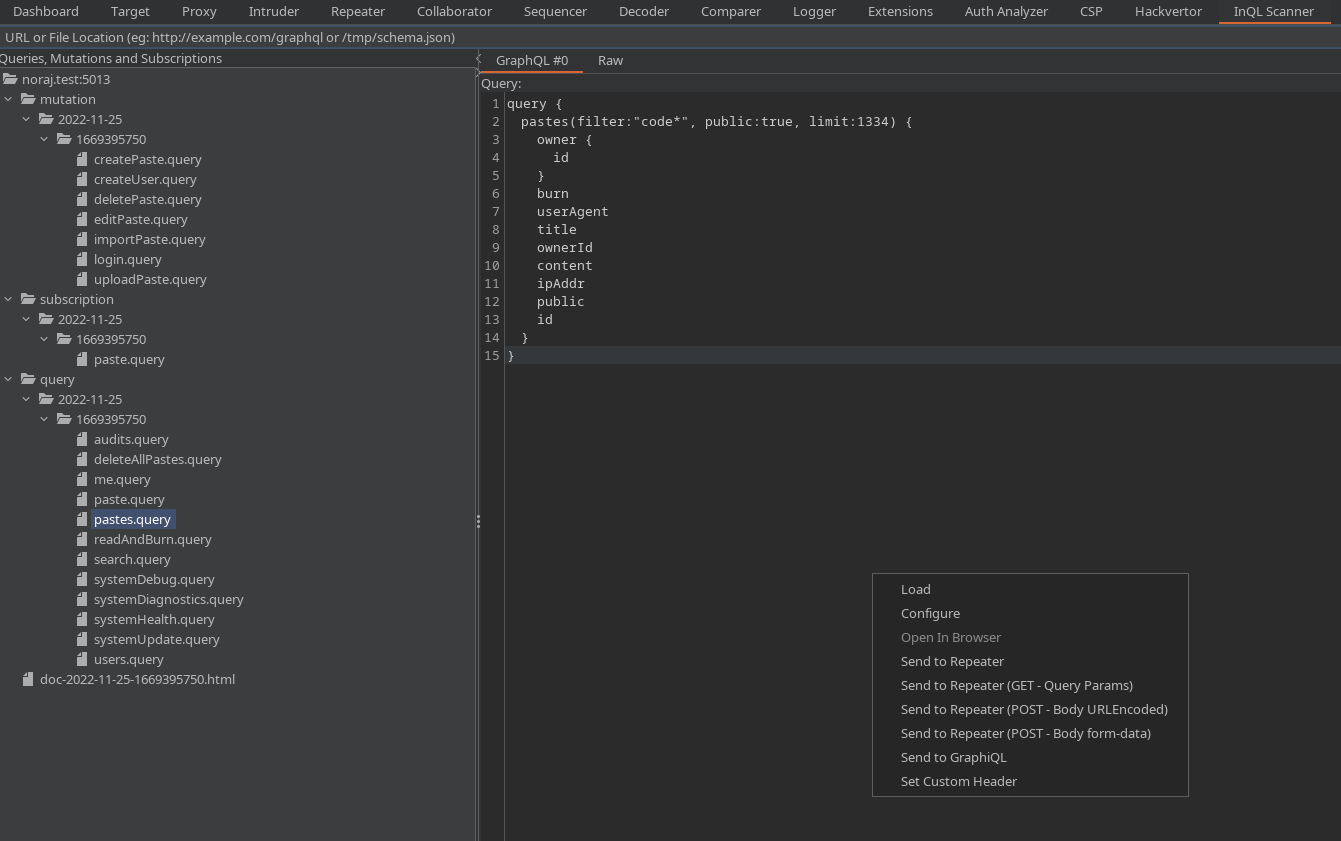 Dashboard Target Proxy Intruder Repeater Collaborator Sequencer Decoder Comparer Logger Extensions Auth Analyzer CSP Hackvertor InQL Scanner
URL or File Location (eg: http://example.com/graphql or /tmp/schema.json)
Queries, Mutations and Subscriptions
noraj.test:5013
mutation
2022-11-25
1669395750
createPaste.query
createUser.query
deletePaste.query
editPaste.query
importPaste.query
login.query
uploadPaste.query
subscription
2022-11-25
1669395750
paste.query
query
2022-11-25
1669395750
audits.query
deleteAllPastes.query
me.query
paste.query
pastes.query
readAndBurn.query
search.query
systemDebug.query
systemDiagnostics.query
systemHealth.query
systemUpdate.query
users.query
doc-2022-11-25-1669395750.html
GraphQL #0 Raw
Query:
1 query {
2 pastes(filter:"code*", public:true, limit:1334) {
3 owner {
4 id
5 }
6 burn
7 userAgent
8 title
9 ownerId
10 content
11 ipAddr
12 public
13 id
14 }
15 }
Load
Configure
Open In Browser
Send to Repeater
Send to Repeater (GET - Query Params)
Send to Repeater (POST - Body URLEncoded)
Send to Repeater (POST - Body form-data)
Send to GraphiQL
Set Custom Header